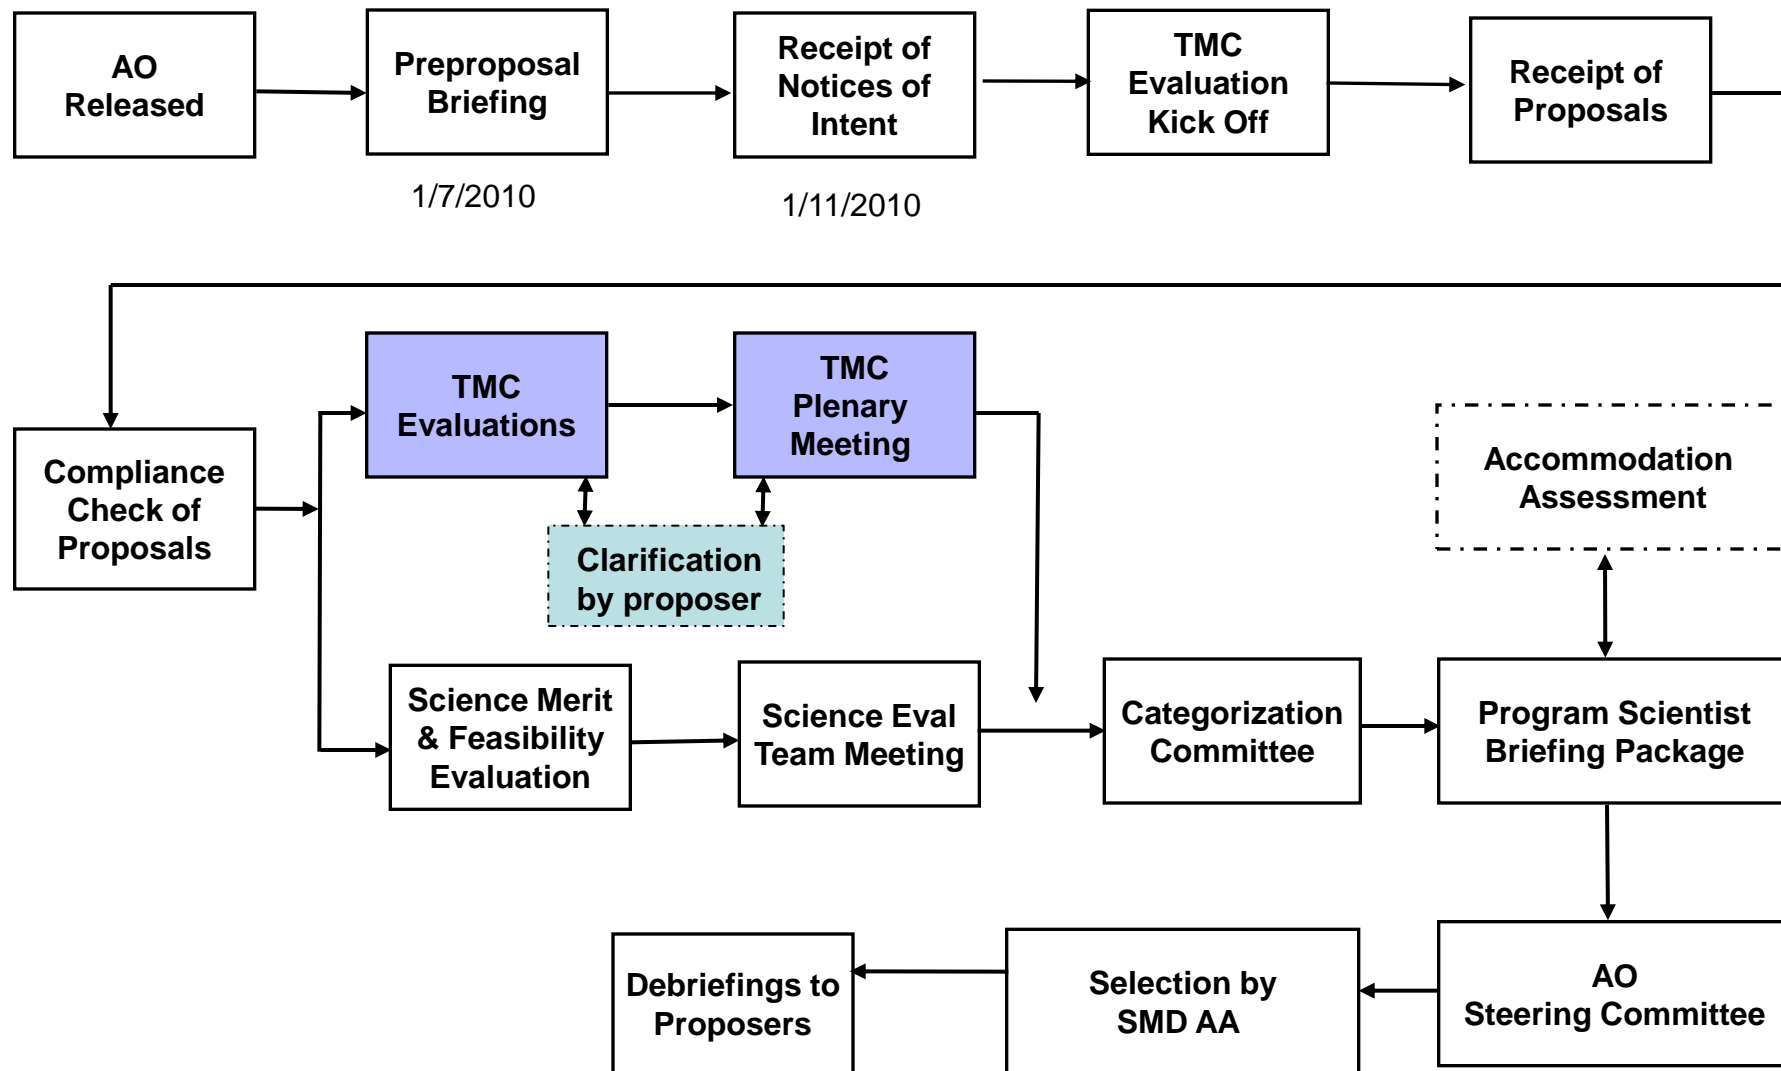 AO
Released
Preproposal
Briefing
Receipt of
Notices of
Intent
TMC
Evaluation
Kick Off
Receipt of
Proposals
1/7/2010
1/11/2010
TMC
Evaluations
TMC
Plenary
Meeting
Compliance
Check of
Proposals
Accommodation
Assessment
Clarification
by proposer
Science Merit
& Feasibility
Evaluation
Science Eval
Team Meeting
Categorization
Committee
Program Scientist
Briefing Package
Debriefings to
Proposers
Selection by
SMD AA
AO
Steering Committee